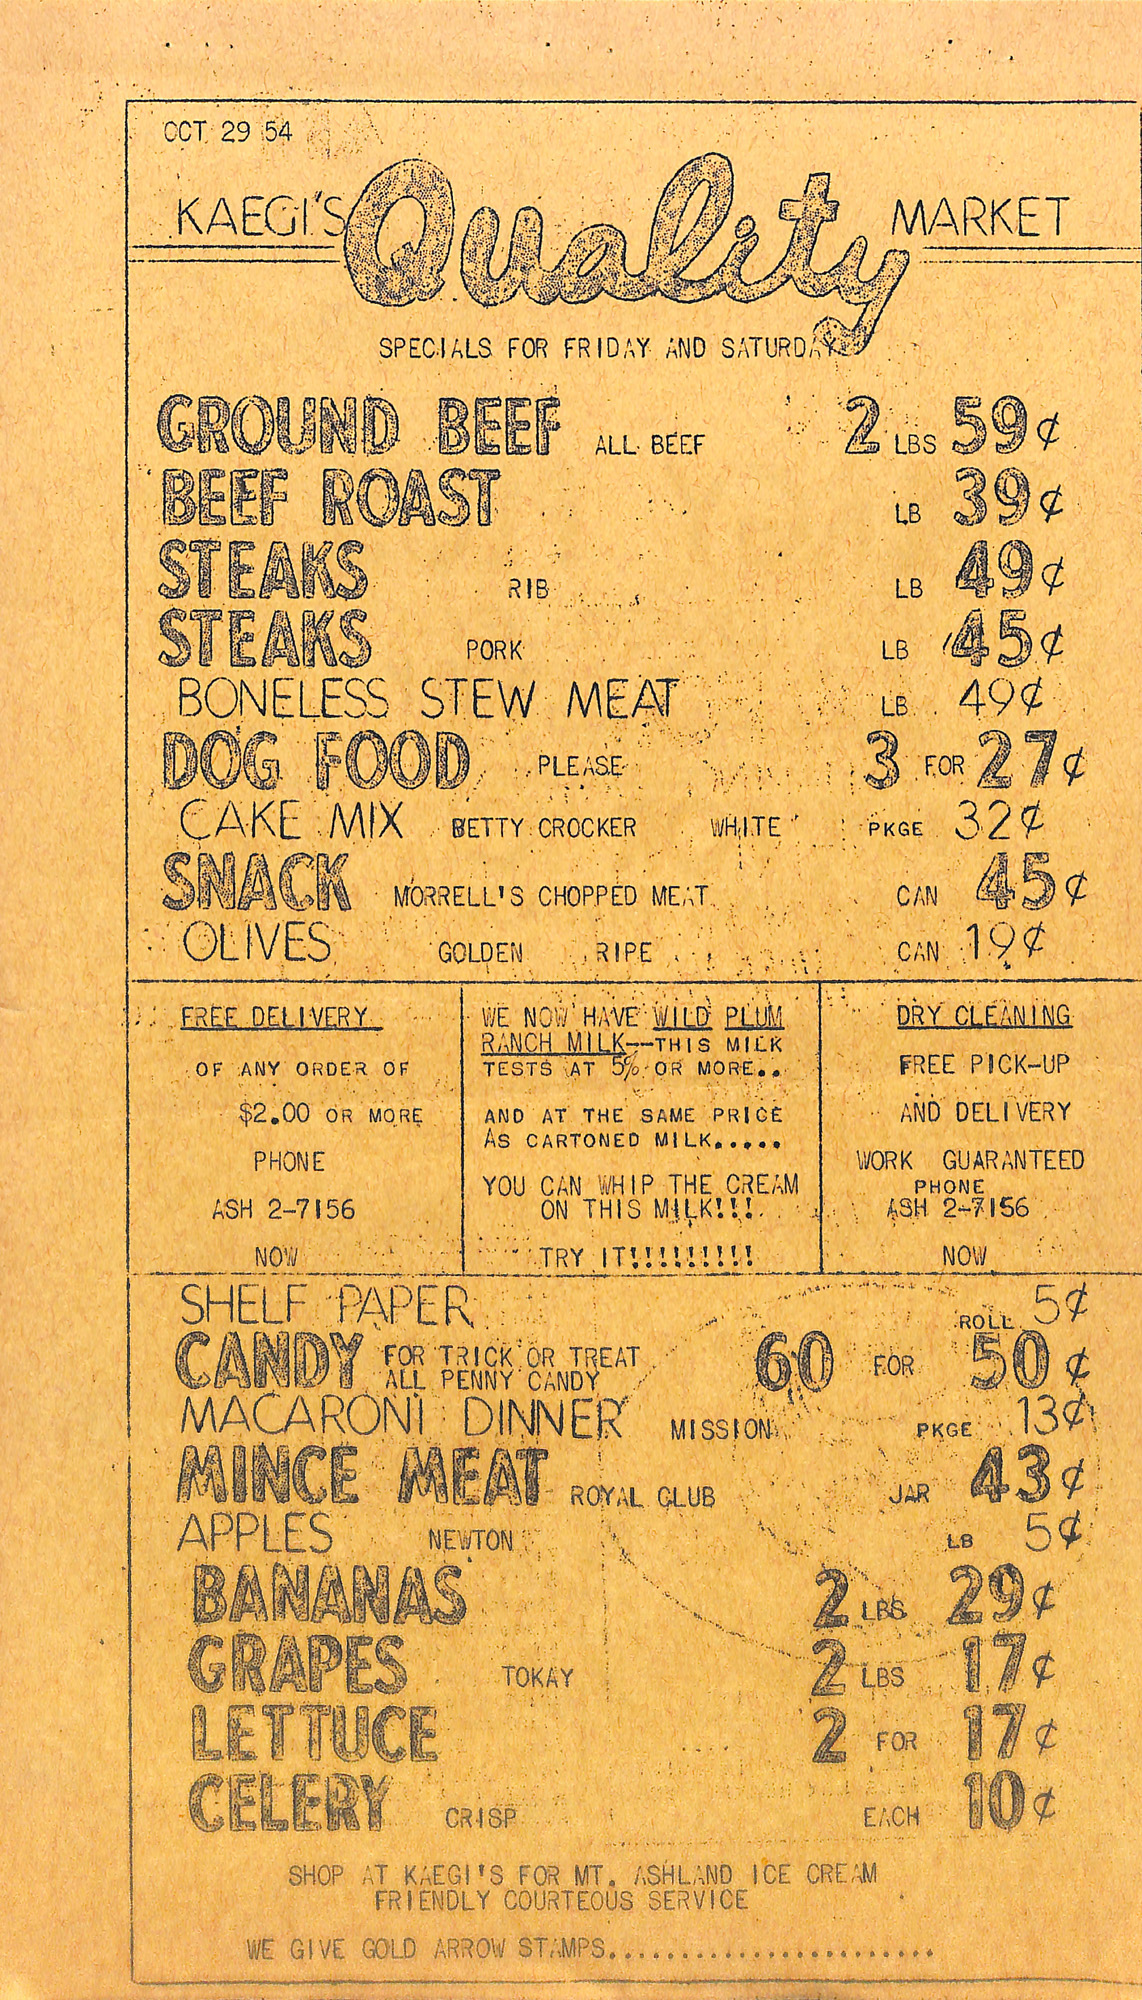 OCT 29 54
KAEGI'S Quality MARKET
SPECIALS FOR FRIDAY AND SATURDAY
GROUND BEEF ALL BEEF 2 LBS 59¢
BEEF ROAST LB 39¢
STEAKS RIB LB 49¢
STEAKS PORK LB 45¢
BONELESS STEW MEAT LB 49¢
DOG FOOD PLEASE 3 FOR 27¢
CAKE MIX BETTY CROCKER WHITE PKGE 32¢
SNACK MORRELL'S CHOPPED MEAT CAN 45¢
OLIVES GOLDEN RIPE CAN 19¢
FREE DELIVERY
OF ANY ORDER OF
$2.00 OR MORE
PHONE
ASH 2-7156
NOW
WE NOW HAVE WILD PLUM
RANCH MILK--THIS MILK
TESTS AT 5% OR MORE..
AND AT THE SAME PRICE
AS CARTONED MILK.....
YOU CAN WHIP THE CREAM
ON THIS MILK!!!
TRY IT!!!!!!!!!
DRY CLEANING
FREE PICK-UP
AND DELIVERY
WORK GUARANTEED
PHONE
ASH 2-7156
NOW
SHELF PAPER ROLL 5¢
CANDY FOR TRICK OR TREAT 60 FOR 50¢
ALL PENNY CANDY
MACARONI DINNER MISSION PKGE 13¢
MINCE MEAT ROYAL CLUB JAR 43¢
APPLES NEWTON LB 5¢
BANANAS 2 LBS 29¢
GRAPES TOKAY 2 LBS 17¢
LETTUCE 2 FOR 17¢
CELERY CRISP EACH 10¢
SHOP AT KAEGI'S FOR MT. ASHLAND ICE CREAM
FRIENDLY COURTEOUS SERVICE
WE GIVE GOLD ARROW STAMPS.......................